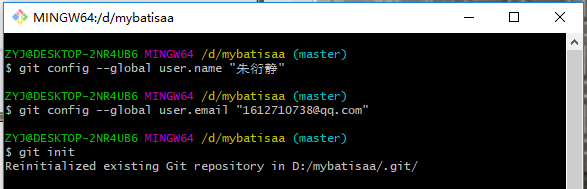 MINGW64:/d/mybatisaa
ZYJ@DESKTOP-2NR4UB6 MINGW64 /d/mybatisaa (master)
$ git config --global user.name "朱衍静"
ZYJ@DESKTOP-2NR4UB6 MINGW64 /d/mybatisaa (master)
$ git config --global user.email "1612710738@qq.com"
ZYJ@DESKTOP-2NR4UB6 MINGW64 /d/mybatisaa (master)
$ git init
Reinitialized existing Git repository in D:/mybatisaa/.git/